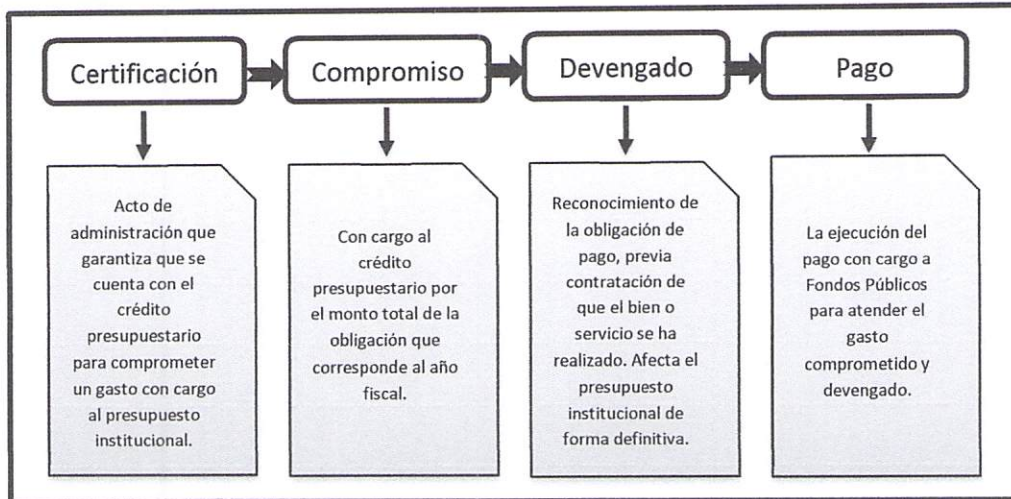 Certificación
Compromiso
Devengado
Pago
Acto de
administración que
garantiza que se
cuenta con el
crédito
presupuestario
para comprometer
un gasto con cargo
al presupuesto
institucional.
Con cargo al
crédito
presupuestario por
el monto total de la
obligación que
corresponde al año
fiscal.
Reconocimiento de
la obligación de
pago, previa
contratación de
que el bien o
servicio se ha
realizado. Afecta el
presupuesto
institucional de
forma definitiva.
La ejecución del
pago con cargo a
Fondos Públicos
para atender el
gasto
comprometido y
devengado.